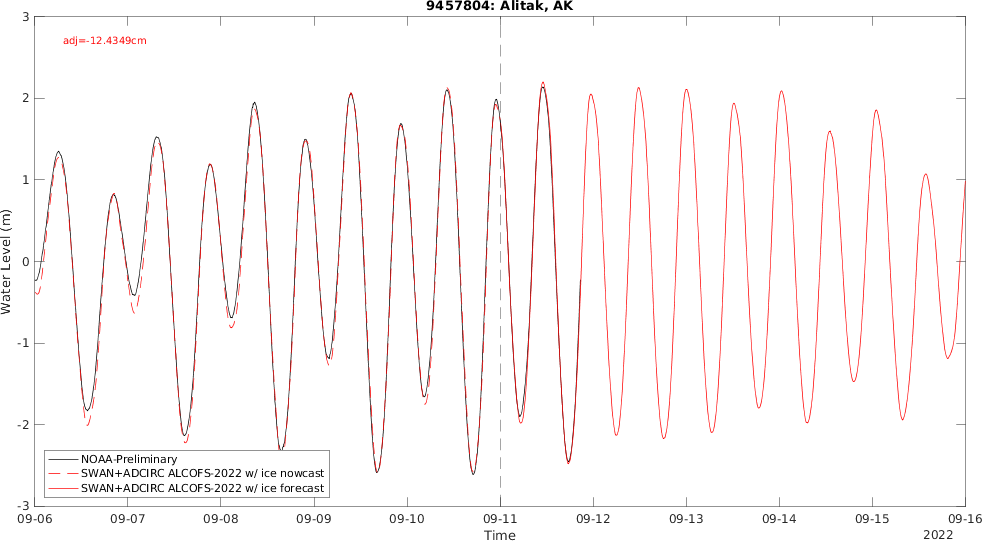 9457804: Alitak, AK
adj=-12.4349cm
3
2
1
0
-1
-2
-3
Water Level (m)
NOAA-Preliminary
SWAN+ADCIRC ALCOFS-2022 w/ ice nowcast
SWAN+ADCIRC ALCOFS-2022 w/ ice forecast
09-06 09-07 09-08 09-09 09-10 09-11 09-12 09-13 09-14 09-15 09-16
Time
2022